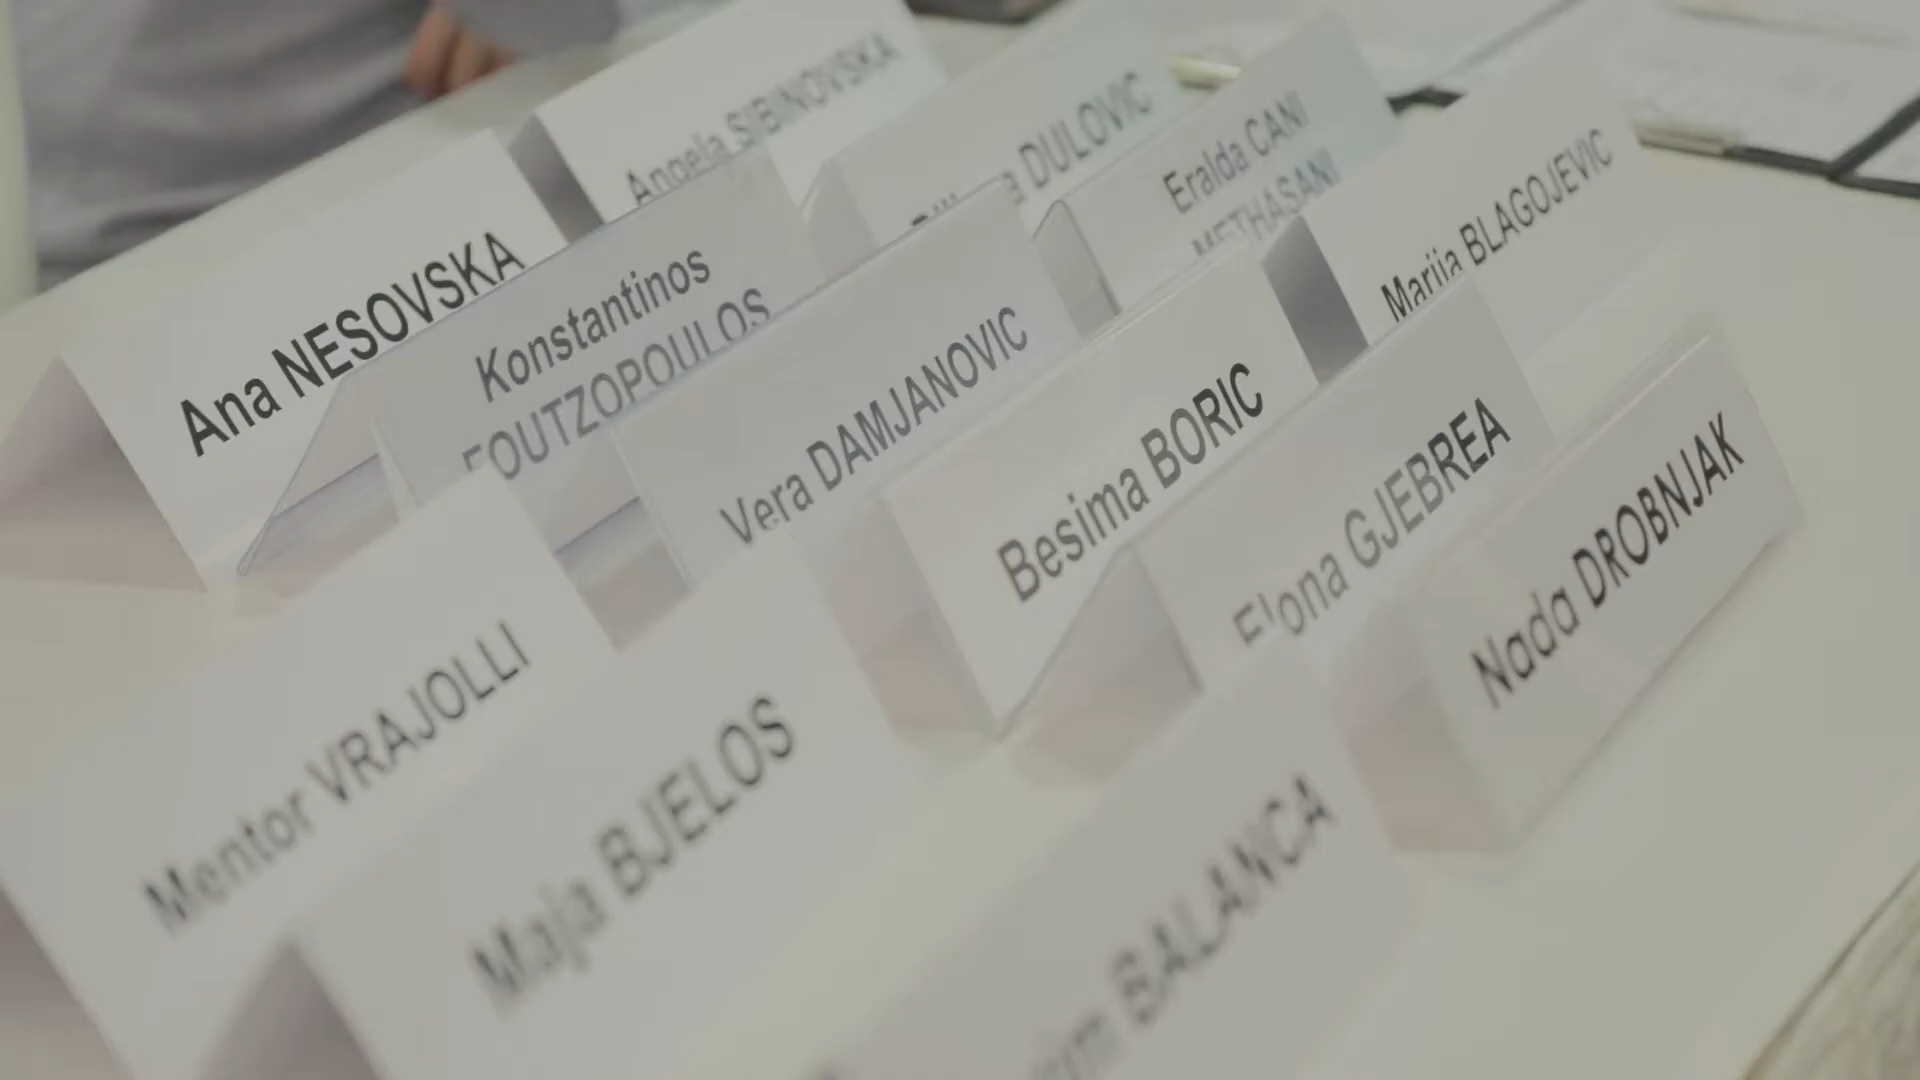 Angela SIBINOVSKA
DULOVIC
Eralda CANI
METHASANI
Marija BLAGOJEVIC
Ana NESOVSKA
Konstantinos
FOUTZOPOULOS
Vera DAMJANOVIC
Besima BORIC
Elona GJEBREA
Nada DROBNJAK
Mentor VRAJOLLI
Maja BJELOS
BALANCA